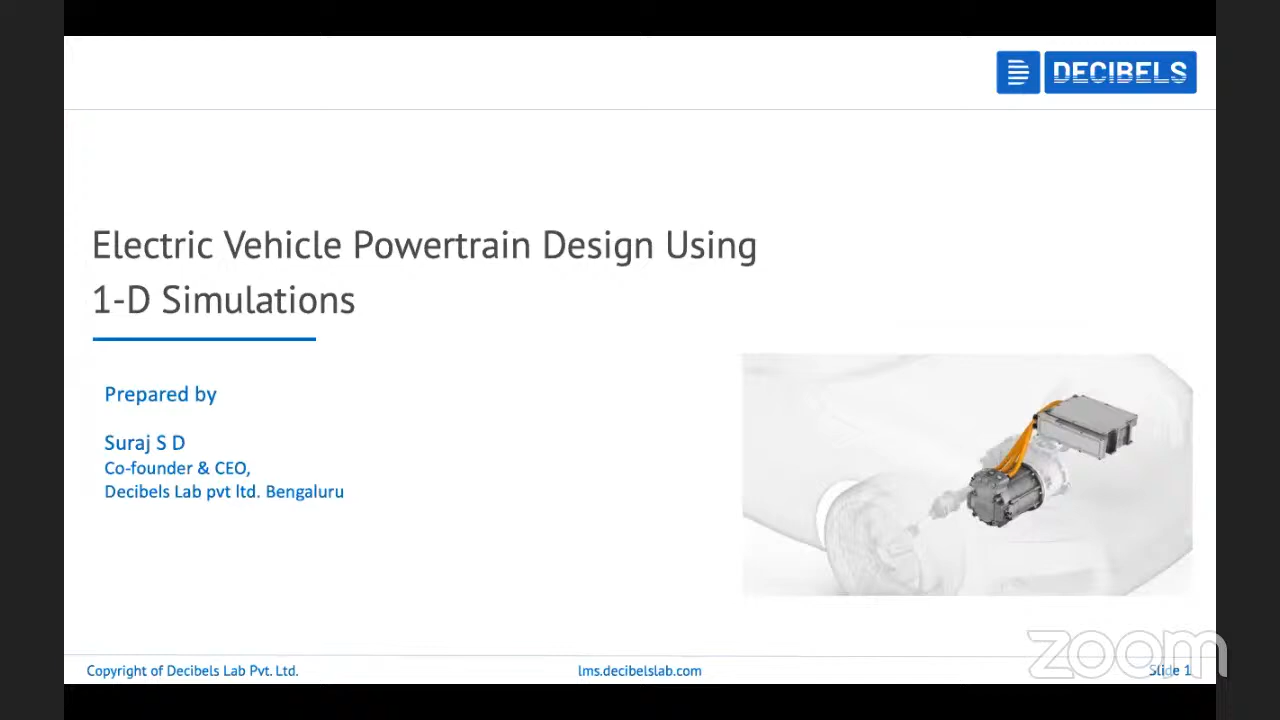 DECIBELS
Electric Vehicle Powertrain Design Using
1-D Simulations
Prepared by
Suraj S D
Co-founder & CEO,
Decibels Lab pvt ltd. Bengaluru
Copyright of Decibels Lab Pvt. Ltd.
lms.decibelslab.com
Slide 1
zoom